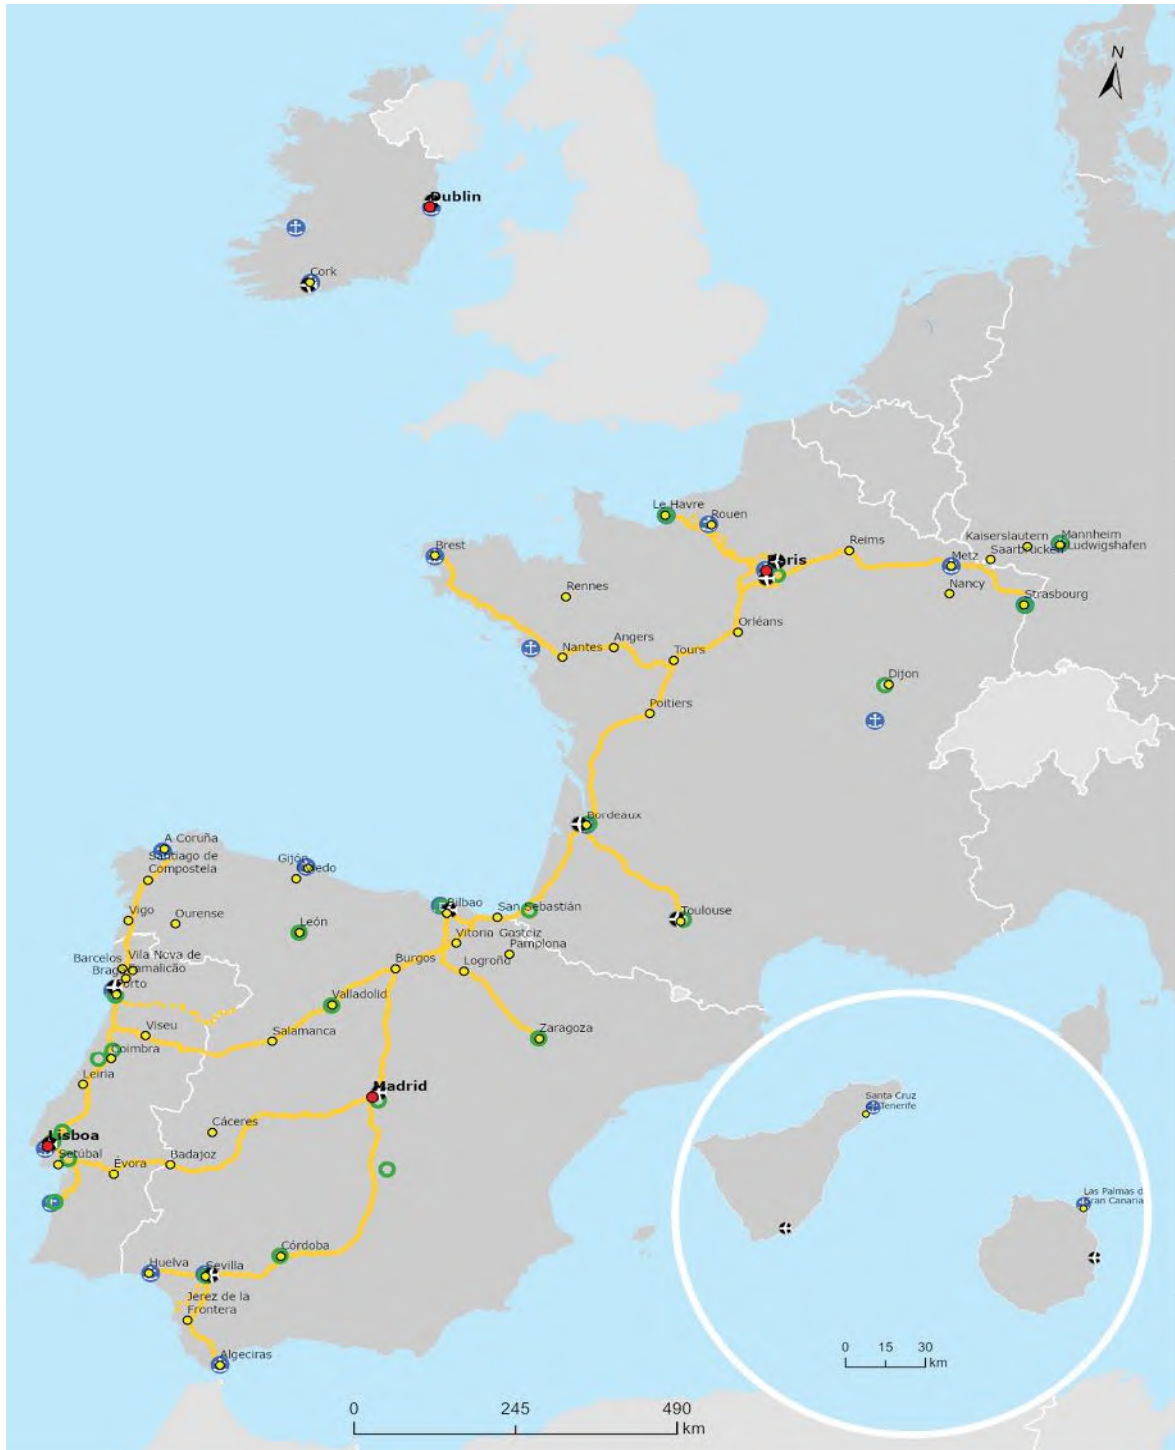 N
Dublin
Cork
Le Havre
Rouen
Brest
Paris
Reims
Kaiserslautern
Mannheim
Ludwigshafen
Saarbrücken
Metz
Nancy
Strasbourg
Rennes
Orléans
Angers
Nantes
Tours
Dijon
Poitiers
Bordeaux
Toulouse
A Coruña
Santiago de
Compostela
Gijón
Bilbao
San Sebastián
Vitoria-Gasteiz
Pamplona
Logroño
Burgos
León
Vigo
Ourense
Barcelos
Vila Nova de
Famalicão
Porto
Valladolid
Zaragoza
Viseu
Salamanca
Coimbra
Leiria
Madrid
Cáceres
Lisboa
Setúbal
Évora
Badajoz
Córdoba
Huelva
Sevilla
Jerez de la
Frontera
Algeciras
Santa Cruz
Tenerife
Las Palmas d
Gran Canaria
0 15 30
km
0 245 490
km